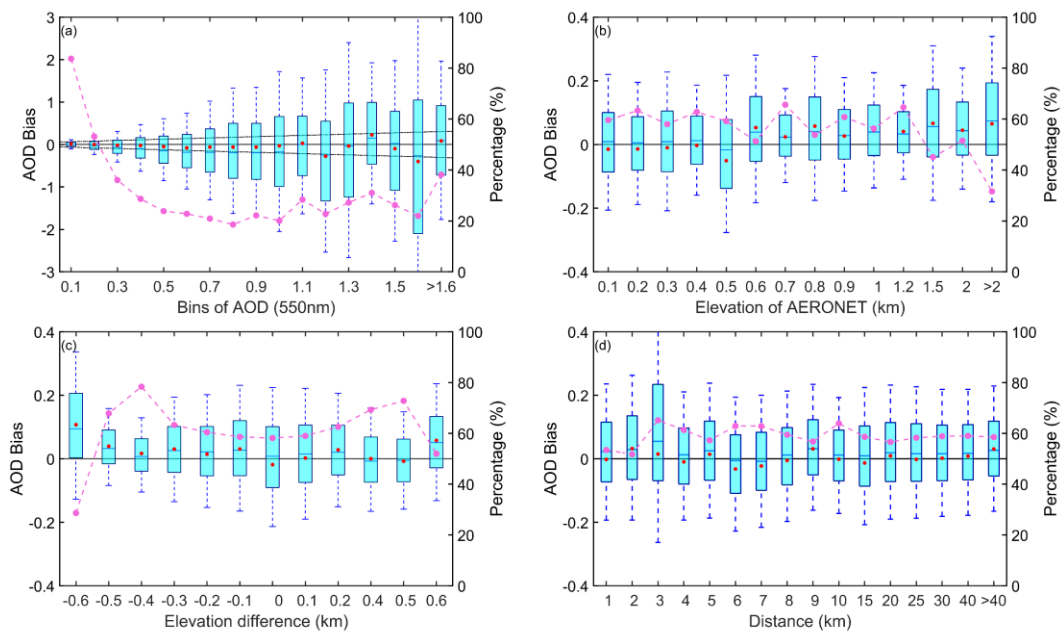 (a)
3
2
1
0
-1
-2
-3
AOD Bias
100
80
60
40
20
0
Percentage (%)
0.1 0.3 0.5 0.7 0.9 1.1 1.3 1.5 >1.6
Bins of AOD (550nm)
(b)
0.4
0.2
0
-0.2
-0.4
AOD Bias
100
80
60
40
20
0
Percentage (%)
0.1 0.2 0.3 0.4 0.5 0.6 0.7 0.8 0.9 1 1.2 1.5 2 >2
Elevation of AERONET (km)
(c)
0.4
0.2
0
-0.2
-0.4
AOD Bias
100
80
60
40
20
0
Percentage (%)
-0.6 -0.5 -0.4 -0.3 -0.2 -0.1 0 0.1 0.2 0.4 0.5 0.6
Elevation difference (km)
(d)
0.4
0.2
0
-0.2
-0.4
AOD Bias
100
80
60
40
20
0
Percentage (%)
1 2 3 4 5 6 7 8 9 10 15 20 25 30 40 >40
Distance (km)